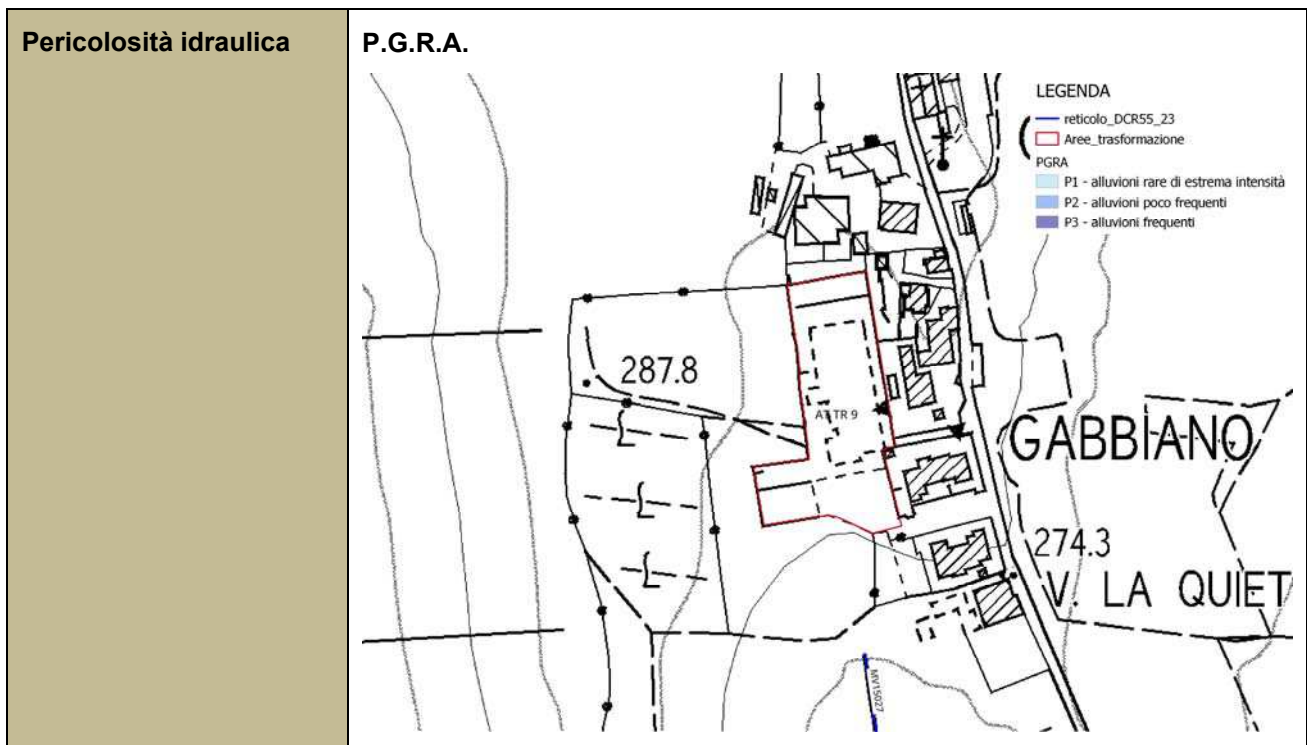 Pericolosità idraulica
P.G.R.A.
LEGENDA
reticolo_DCR55_23
Aree_trasformazione
PGRA
P1 - alluvioni rare di estrema intensità
P2 - alluvioni poco frequenti
P3 - alluvioni frequenti
287.8
AT TR 9
GABBIANO
274.3
V. LA QUIET
MV15027